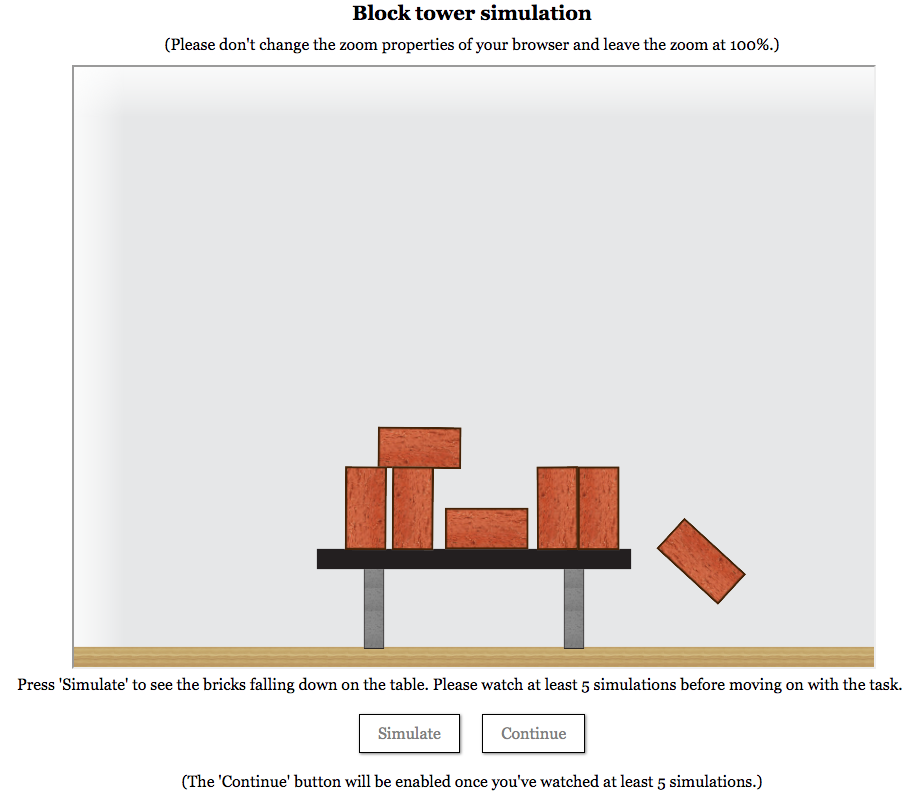 Block tower simulation
(Please don't change the zoom properties of your browser and leave the zoom at 100%.)
Press 'Simulate' to see the bricks falling down on the table. Please watch at least 5 simulations before moving on with the task.
Simulate
Continue
(The 'Continue' button will be enabled once you've watched at least 5 simulations.)